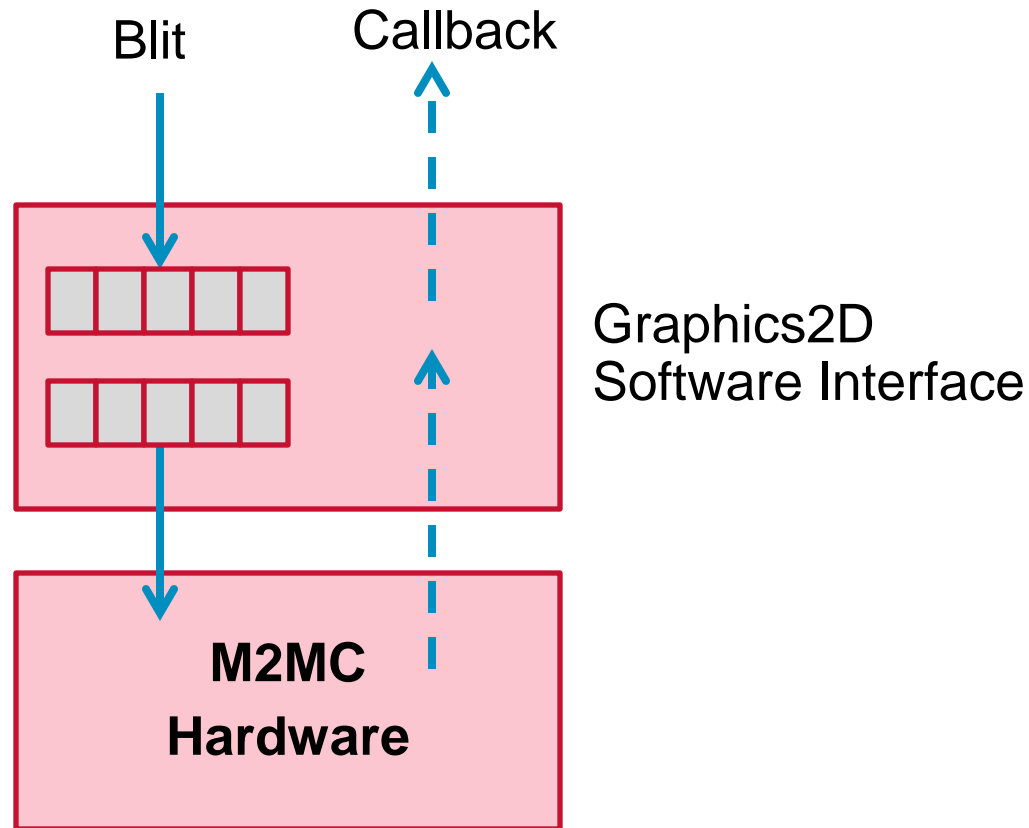 Blit
Callback
Graphics2D
Software Interface
M2MC
Hardware